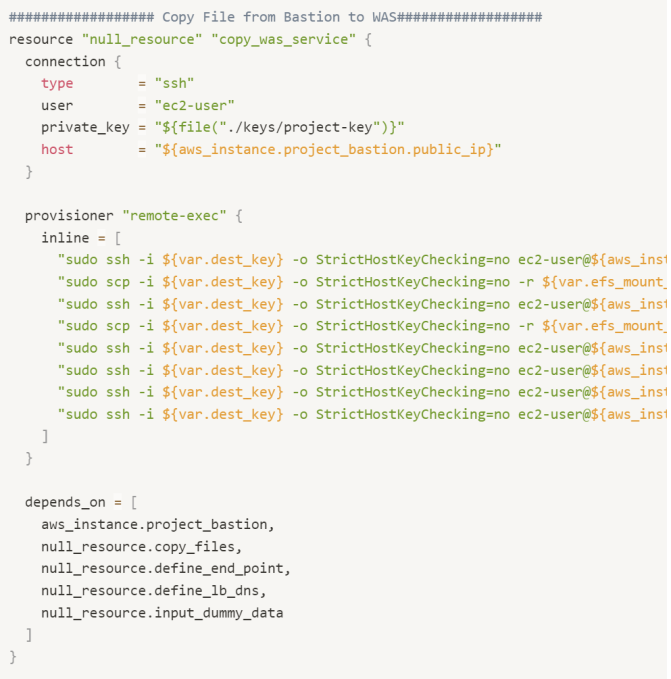 ################## Copy File from Bastion to WAS##################
resource "null_resource" "copy_was_service" {
  connection {
    type        = "ssh"
    user        = "ec2-user"
    private_key = "${file("./keys/project-key")}"
    host        = "${aws_instance.project_bastion.public_ip}"
  }

  provisioner "remote-exec" {
    inline = [
      "sudo ssh -i ${var.dest_key} -o StrictHostKeyChecking=no ec2-user@${aws_inst
      "sudo scp -i ${var.dest_key} -o StrictHostKeyChecking=no -r ${var.efs_mount_
      "sudo ssh -i ${var.dest_key} -o StrictHostKeyChecking=no ec2-user@${aws_inst
      "sudo scp -i ${var.dest_key} -o StrictHostKeyChecking=no -r ${var.efs_mount_
      "sudo ssh -i ${var.dest_key} -o StrictHostKeyChecking=no ec2-user@${aws_inst
      "sudo ssh -i ${var.dest_key} -o StrictHostKeyChecking=no ec2-user@${aws_inst
      "sudo ssh -i ${var.dest_key} -o StrictHostKeyChecking=no ec2-user@${aws_inst
      "sudo ssh -i ${var.dest_key} -o StrictHostKeyChecking=no ec2-user@${aws_inst
    ]
  }

  depends_on = [
    aws_instance.project_bastion,
    null_resource.copy_files,
    null_resource.define_end_point,
    null_resource.define_lb_dns,
    null_resource.input_dummy_data
  ]
}